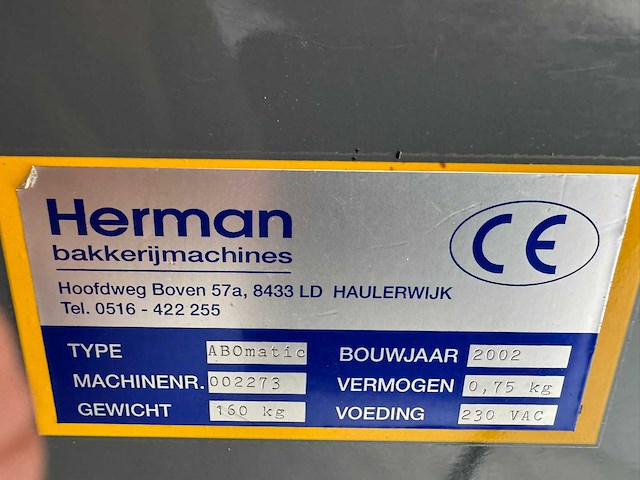 Herman
bakkerijmachines
CE
Hoofdweg Boven 57a, 8433 LD HAULERWIJK
Tel. 0516 - 422 255
TYPE ABOmatic BOUWJAAR 2002
MACHINENR. 002273 VERMOGEN 0,75 kg
GEWICHT 160 kg VOEDING 230 VAC